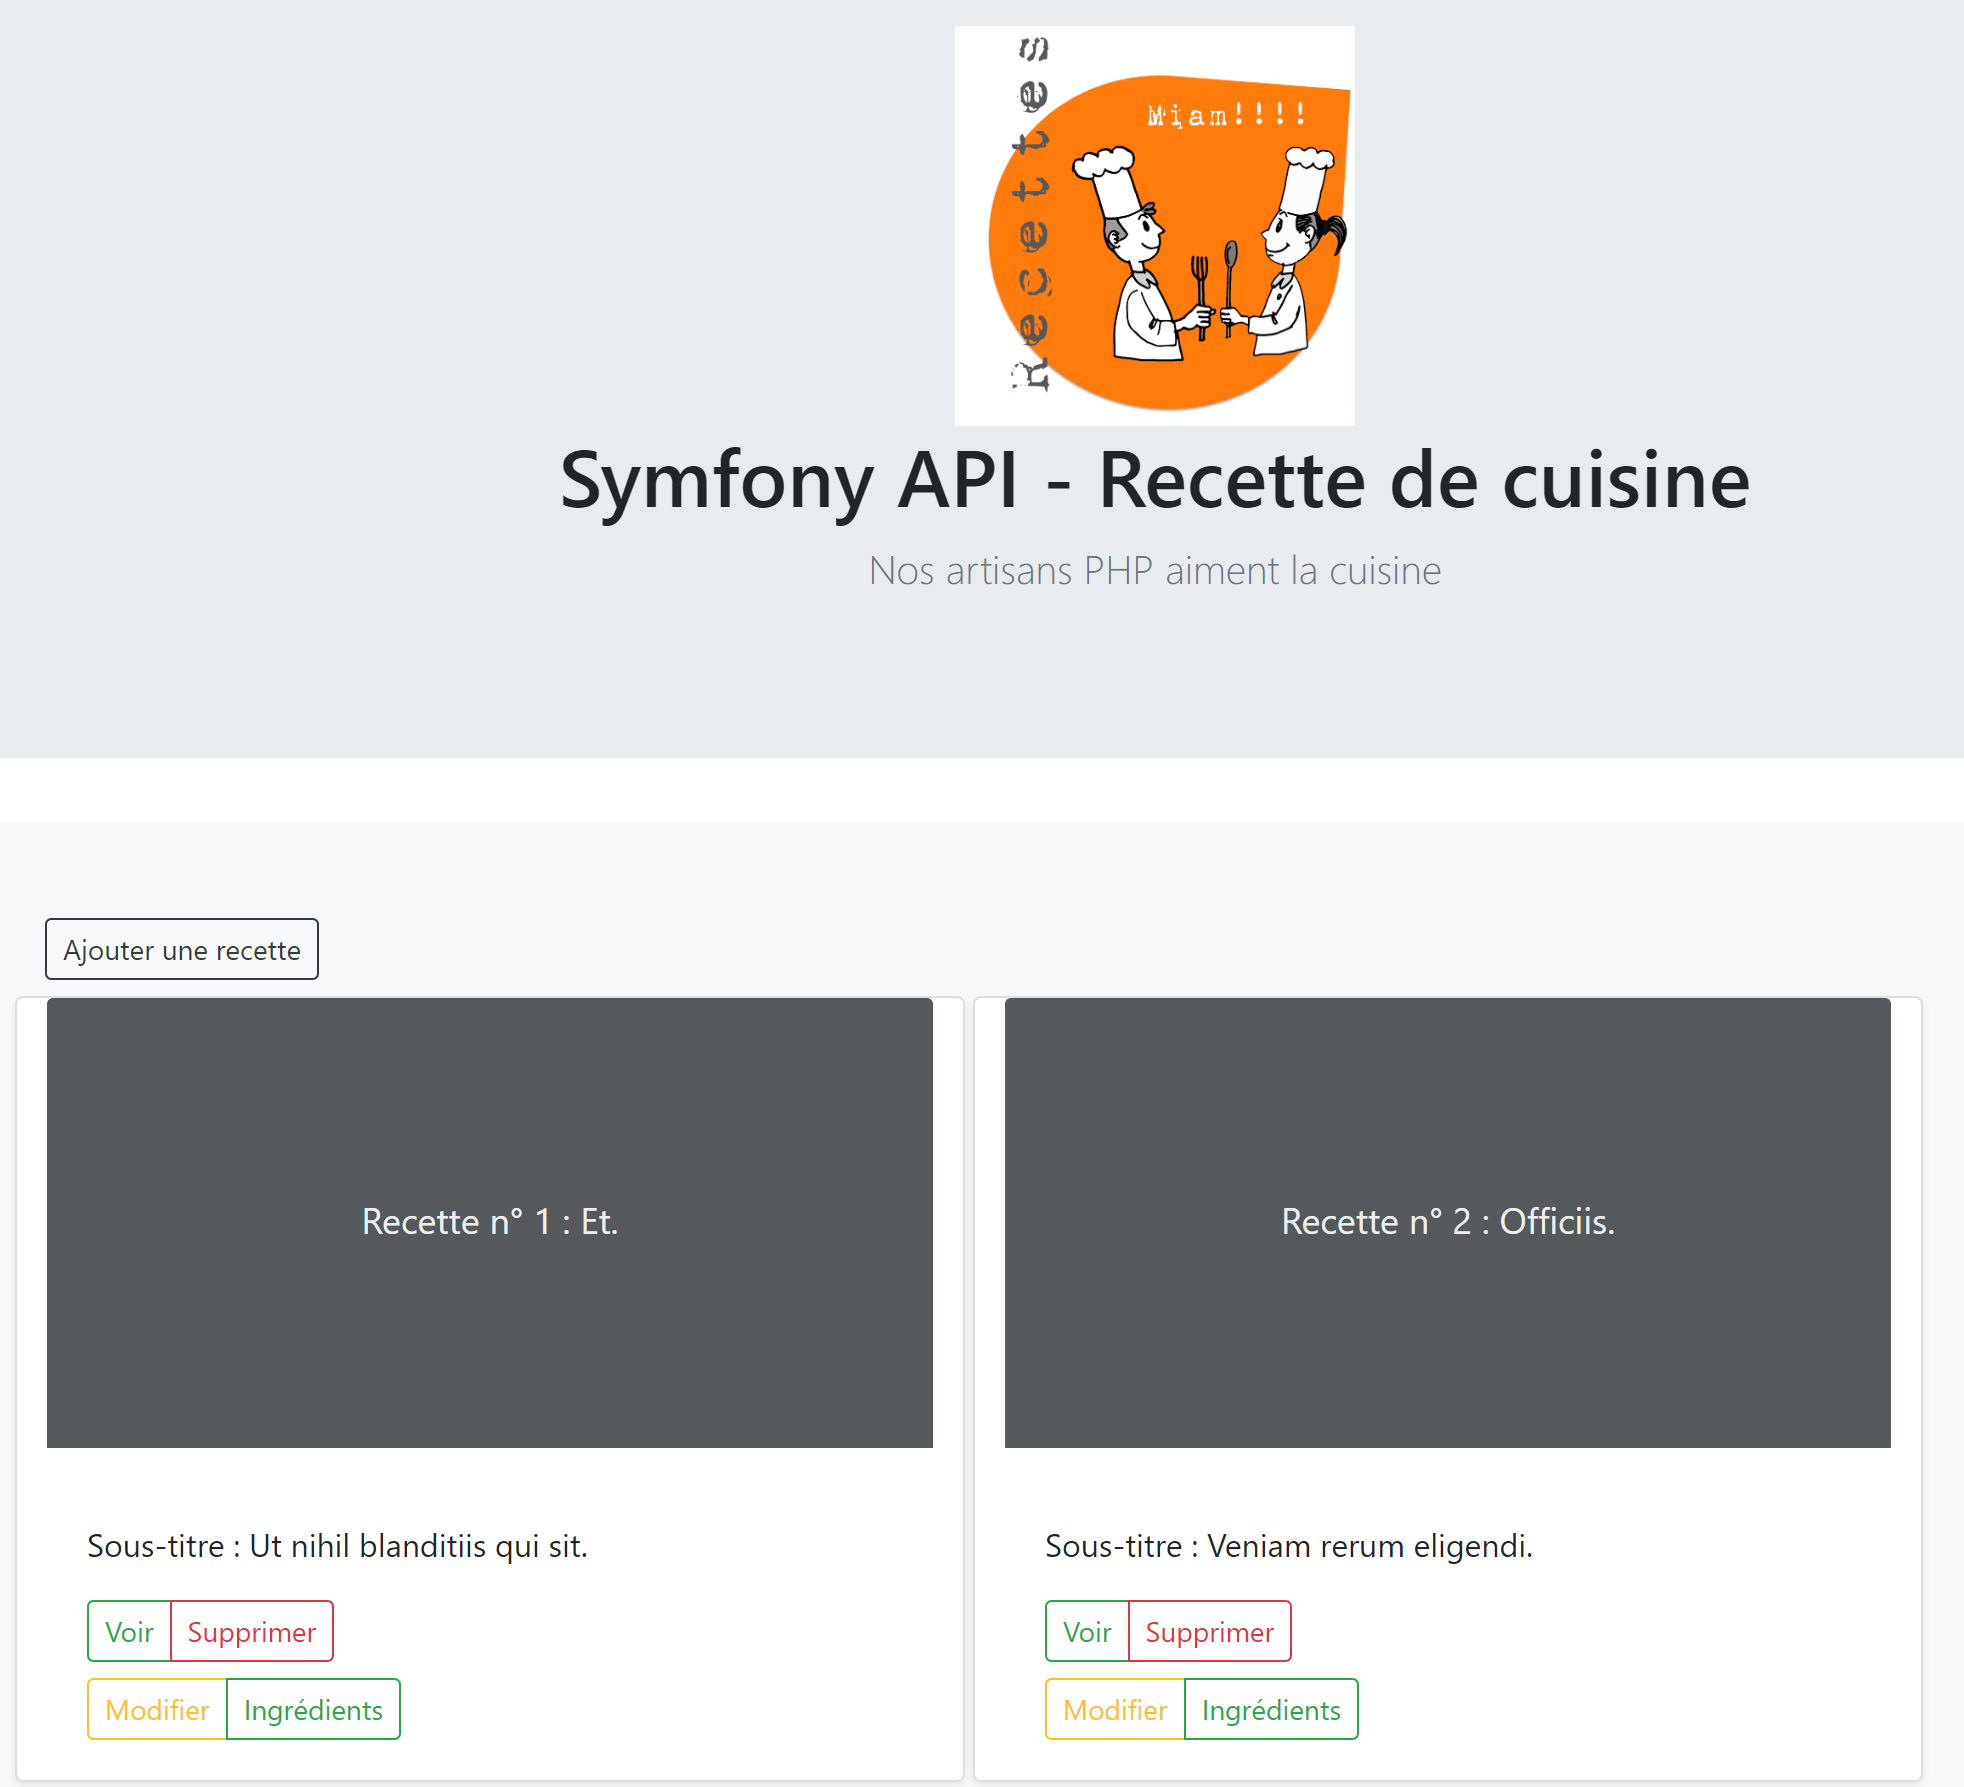 Recettes
Miam!!!!
Symfony API - Recette de cuisine
Nos artisans PHP aiment la cuisine
Ajouter une recette
Recette n° 1 : Et.
Sous-titre : Ut nihil blanditiis qui sit.
Voir Supprimer
Modifier Ingrédients
Recette n° 2 : Officiis.
Sous-titre : Veniam rerum eligendi.
Voir Supprimer
Modifier Ingrédients